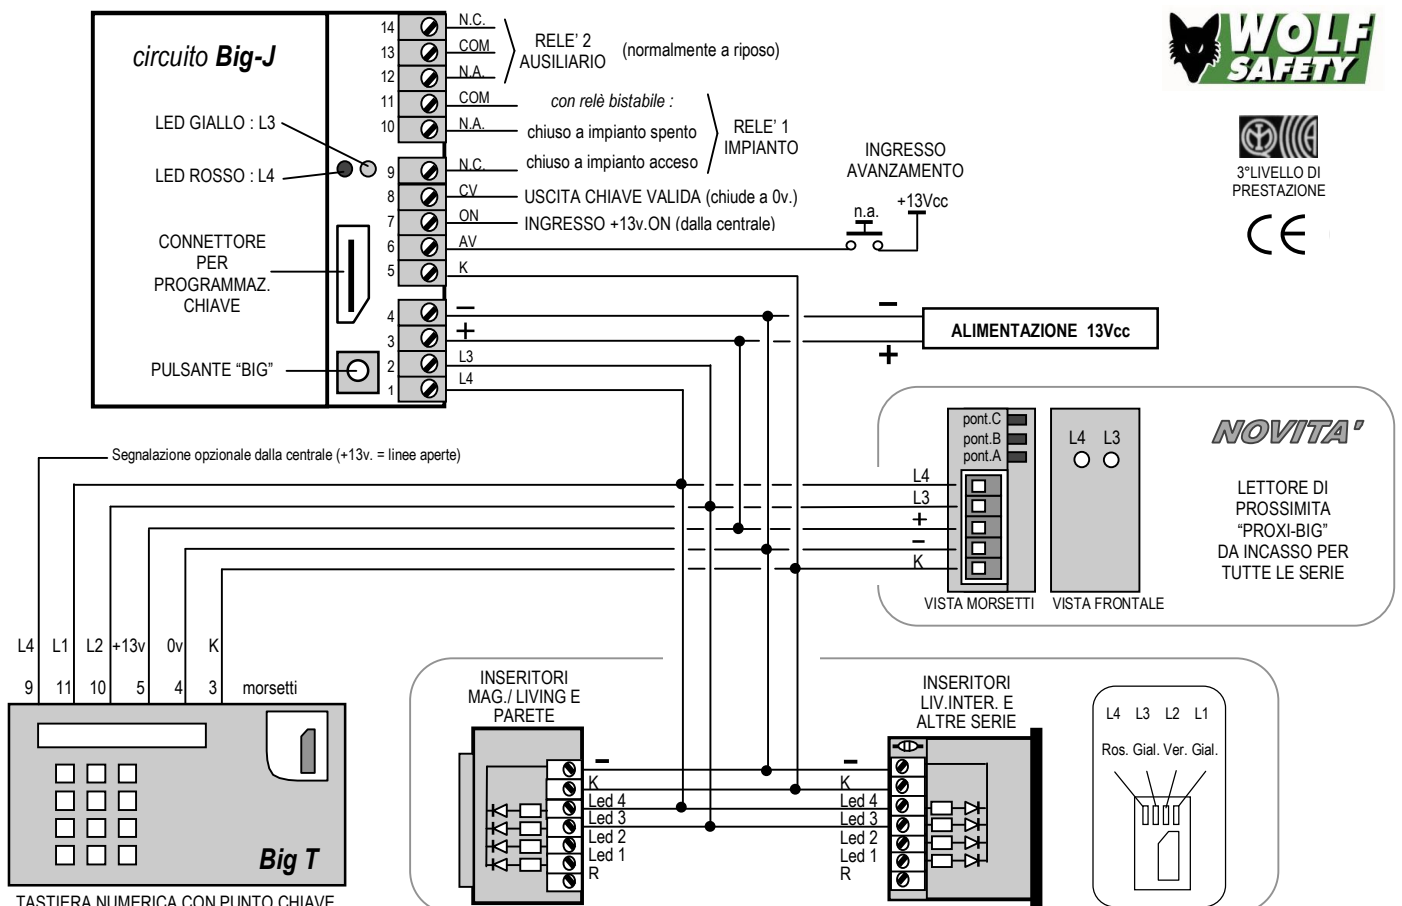 circuito Big-J
LED GIALLO : L3
LED ROSSO : L4
CONNETTORE
PER
PROGRAMMAZ.
CHIAVE
PULSANTE “BIG”
14 N.C.
13 COM
12 N.A.
11 COM
10 N.A.
9 N.C.
8 CV
7 ON
6 AV
5 K
4 −
3 +
2 L3
1 L4
RELE’ 2
AUSILIARIO
(normalmente a riposo)
con relè bistabile :
chiuso a impianto spento
chiuso a impianto acceso
RELE’ 1
IMPIANTO
USCITA CHIAVE VALIDA (chiude a 0v.)
INGRESSO +13v.ON (dalla centrale)
INGRESSO
AVANZAMENTO
n.a.
+13Vcc
WOLF
SAFETY
3°LIVELLO DI
PRESTAZIONE
CE
−
ALIMENTAZIONE 13Vcc
+
pont.C
pont.B
pont.A
L4 L3
L4
L3
+
−
K
VISTA MORSETTI
VISTA FRONTALE
NOVITA'
LETTORE DI
PROSSIMITA
“PROXI-BIG”
DA INCASSO PER
TUTTE LE SERIE
Segnalazione opzionale dalla centrale (+13v. = linee aperte)
L4 L1 L2 +13v 0v K
9 11 10 5 4 3 morsetti
Big T
TASTIERA NUMERICA CON PUNTO CHIAVE
INSERITORI
MAG./ LIVING E
PARETE
−
K
Led 4
Led 3
Led 2
Led 1
R
INSERITORI
LIV.INTER. E
ALTRE SERIE
−
K
Led 4
Led 3
Led 2
Led 1
R
L4 L3 L2 L1
Ros. Gial. Ver. Gial.